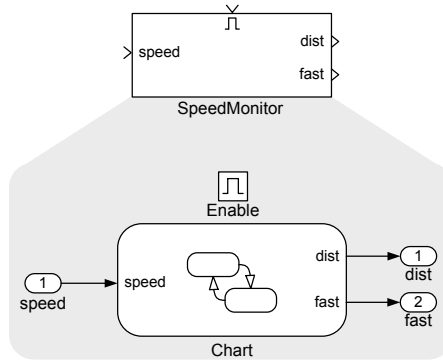 speed
dist
fast
SpeedMonitor
Enable
1
speed
speed
dist
fast
Chart
1
dist
2
fast